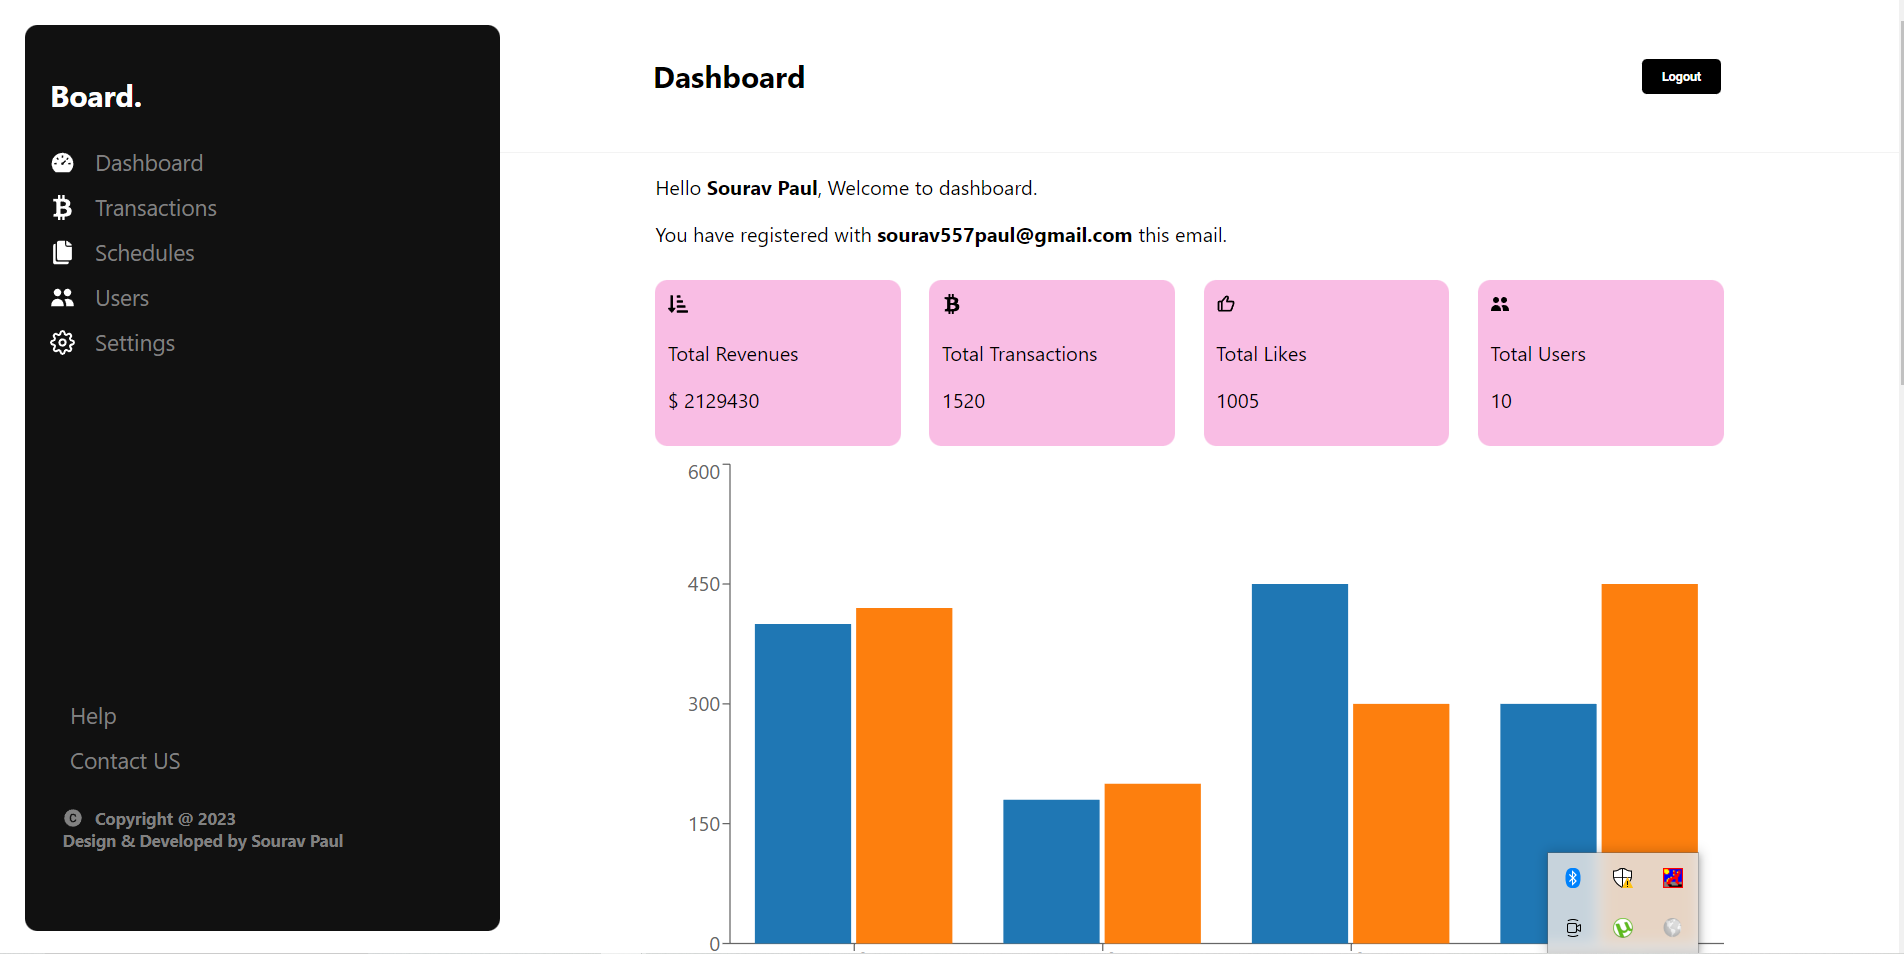 Board.
Dashboard
Transactions
Schedules
Users
Settings
Help
Contact US
Copyright @ 2023
Design & Developed by Sourav Paul
Dashboard
Logout
Hello Sourav Paul, Welcome to dashboard.
You have registered with sourav557paul@gmail.com this email.
Total Revenues
$ 2129430
Total Transactions
1520
Total Likes
1005
Total Users
10
600
450
300
150
0